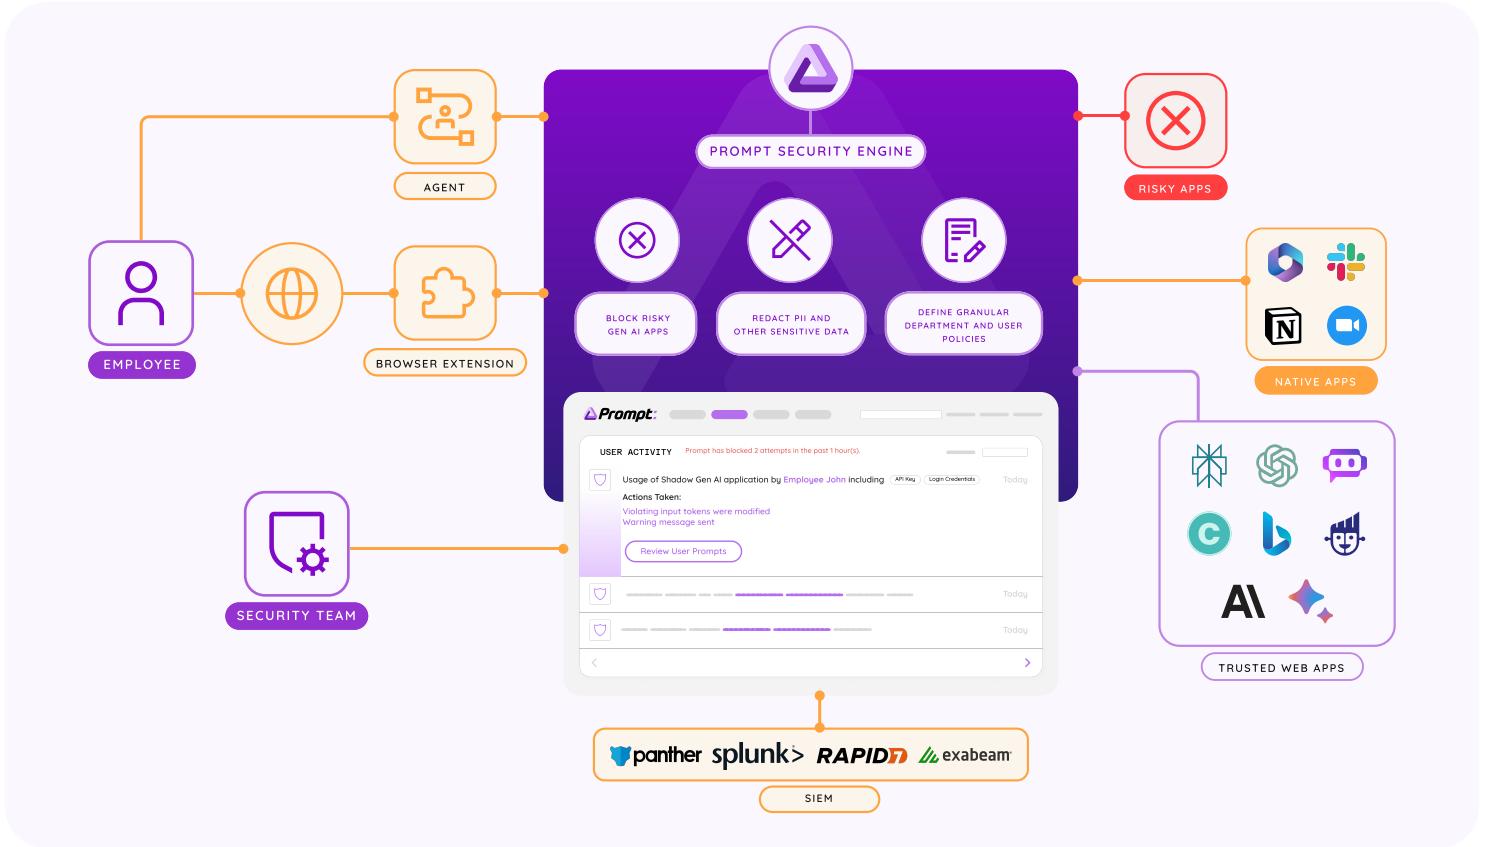 PROMPT SECURITY ENGINE
AGENT
RISKY APPS
BLOCK RISKY
GEN AI APPS
REDACT PII AND
OTHER SENSITIVE DATA
DEFINE GRANULAR
DEPARTMENT AND USER
POLICIES
EMPLOYEE
BROWSER EXTENSION
NATIVE APPS
Prompt:
USER ACTIVITY
Prompt has blocked 2 attempts in the past 1 hour(s).
Usage of Shadow Gen AI application by Employee John including API Key Login Credentials Today
Actions Taken:
Violating input tokens were modified
Warning message sent
Review User Prompts
Today
Today
SECURITY TEAM
N
C
AI
TRUSTED WEB APPS
panther splunk> RAPID7 exabeam
SIEM